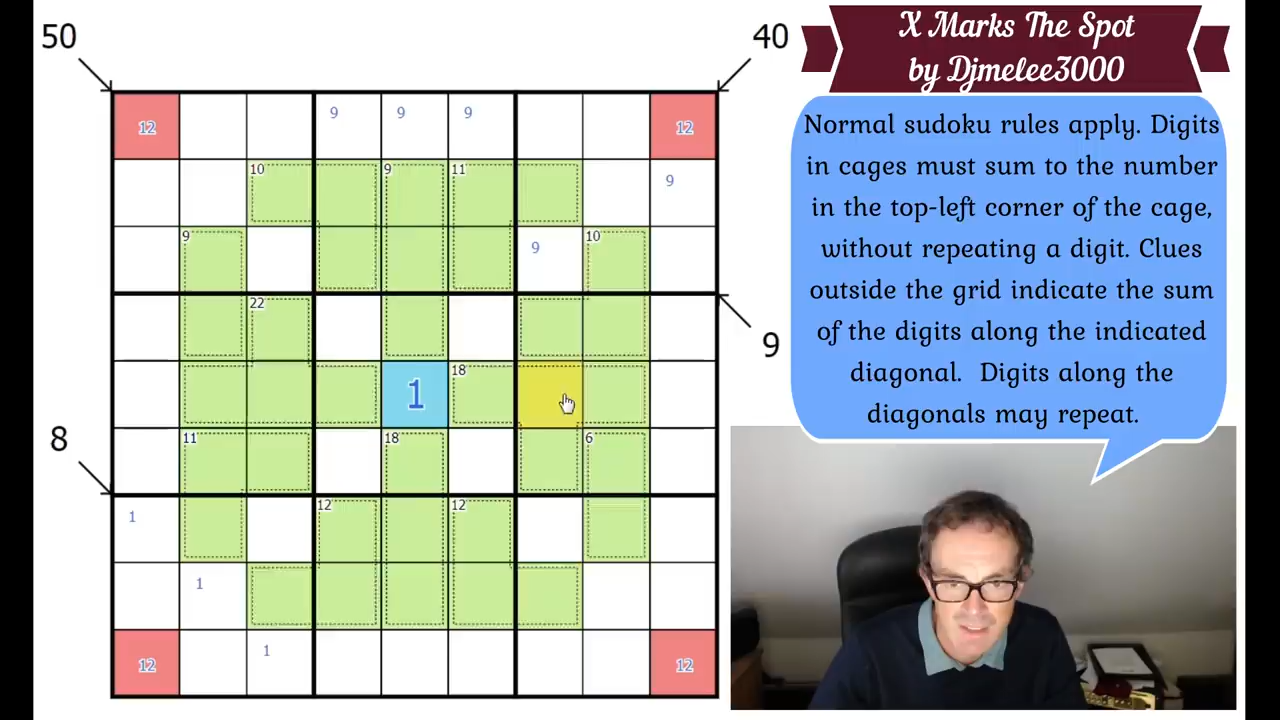 50
40
X Marks The Spot
by Djmelee3000
Normal sudoku rules apply. Digits
in cages must sum to the number
in the top-left corner of the cage,
without repeating a digit. Clues
outside the grid indicate the sum
of the digits along the indicated
diagonal. Digits along the
diagonals may repeat.
12 9 9 9 12
10 9 11 9
9 9 10
22
9
1 18
8
11 18 6
1 12 12
1
12 1 12